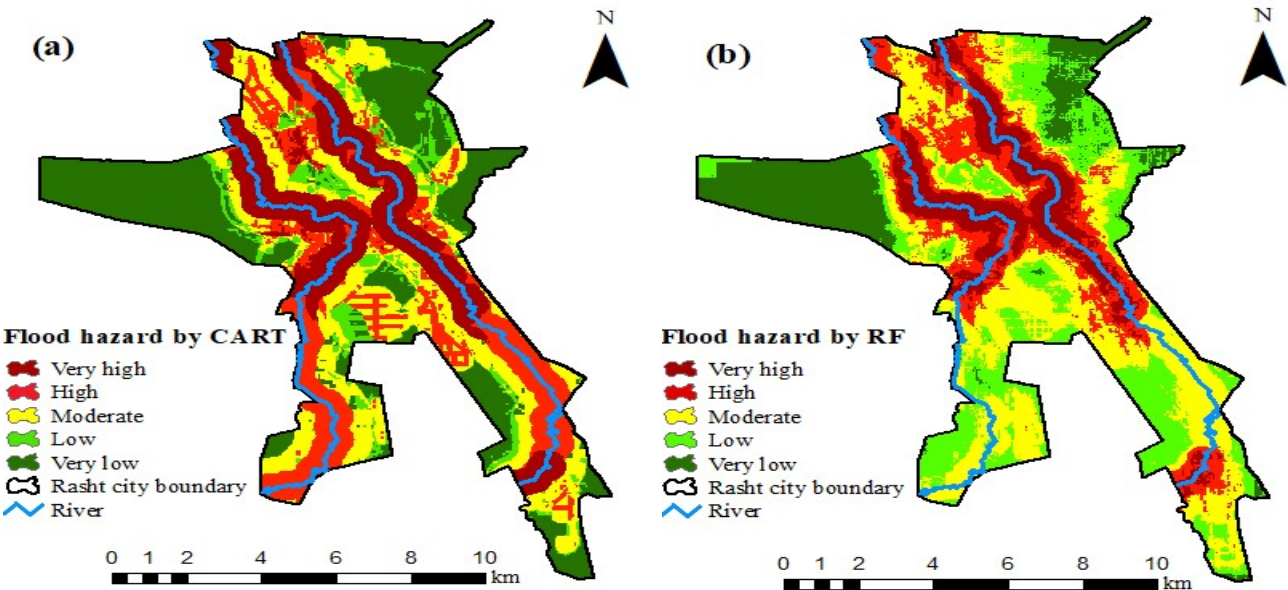 (a)
N
Flood hazard by CART
Very high
High
Moderate
Low
Very low
Rasht city boundary
River
0 1 2 4 6 8 10
km
(b)
N
Flood hazard by RF
Very high
High
Moderate
Low
Very low
Rasht city boundary
River
0 1 2 4 6 8 10
km